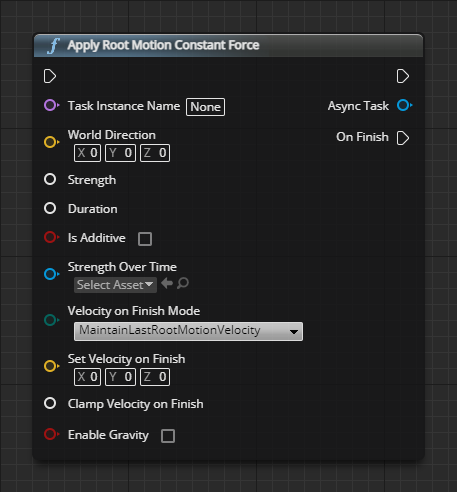 Apply Root Motion Constant Force
Task Instance Name None
Async Task
World Direction
On Finish
X 0 Y 0 Z 0
Strength
Duration
Is Additive
Strength Over Time
Select Asset
Velocity on Finish Mode
MaintainLastRootMotionVelocity
Set Velocity on Finish
X 0 Y 0 Z 0
Clamp Velocity on Finish
Enable Gravity